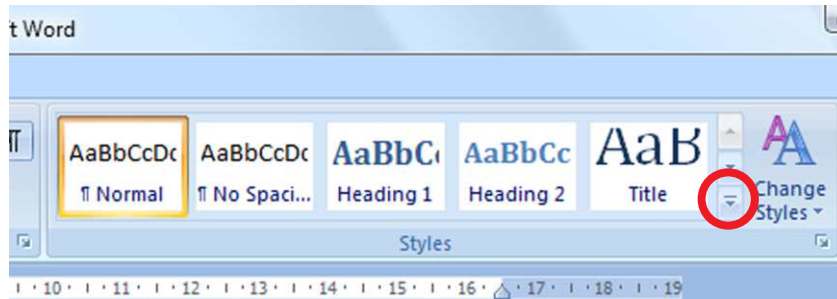 t Word
¶
AaBbCcDc AaBbCcDc AaBbC AaBbCc AaB
¶ Normal ¶ No Spaci... Heading 1 Heading 2 Title
Change
Styles
Styles
10 11 12 13 14 15 16 17 18 19